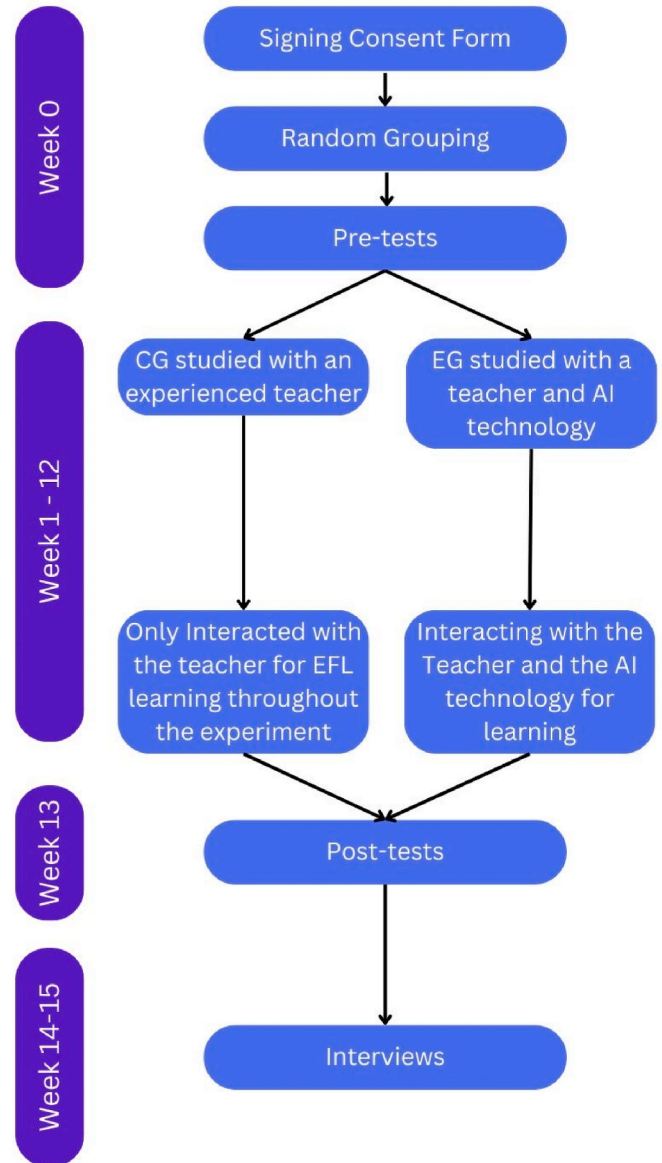 Week 0
Signing Consent Form
Random Grouping
Pre-tests
Week 1 - 12
CG studied with an
experienced teacher
EG studied with a
teacher and AI
technology
Only Interacted with
the teacher for EFL
learning throughout
the experiment
Interacting with the
Teacher and the AI
technology for
learning
Week 13
Post-tests
Week 14-15
Interviews